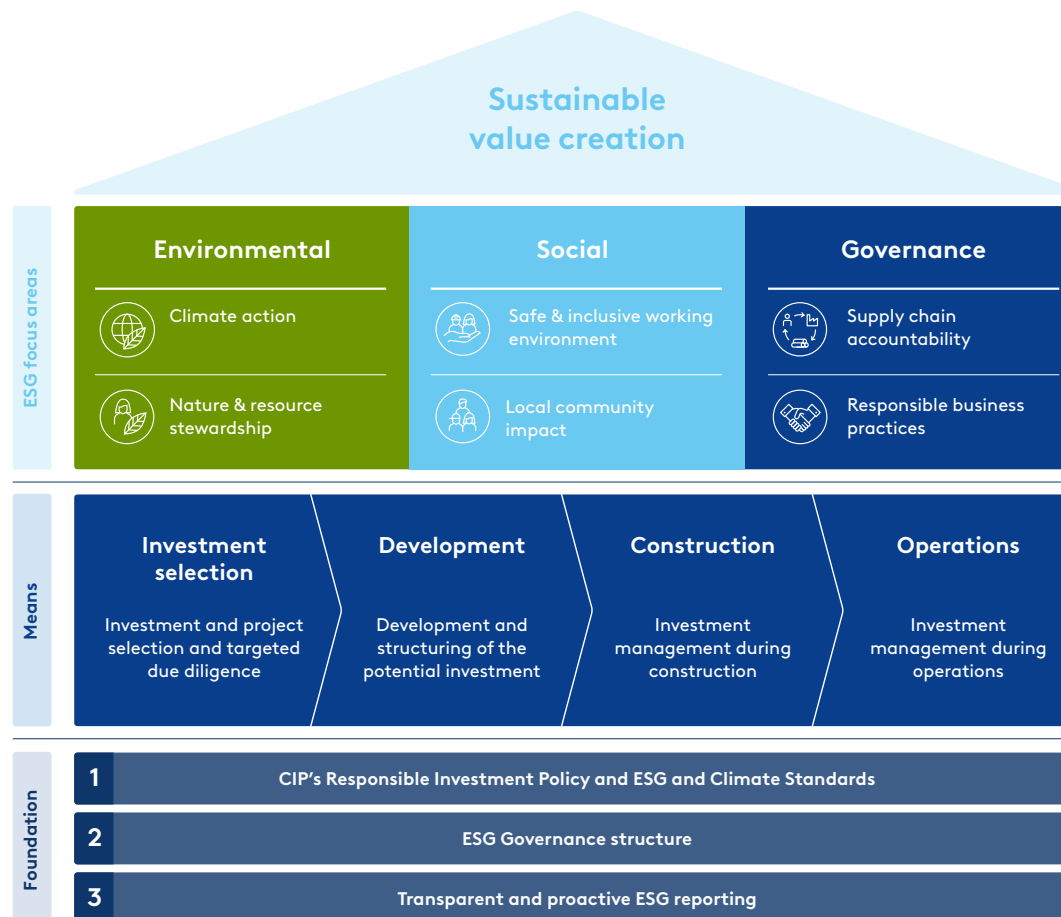 Sustainable
value creation
ESG focus areas
Environmental
Climate action
Nature & resource
stewardship
Social
Safe & inclusive working
environment
Local community
impact
Governance
Supply chain
accountability
Responsible business
practices
Means
Investment
selection
Investment and project
selection and targeted
due diligence
Development
Development and
structuring of the
potential investment
Construction
Investment
management during
construction
Operations
Investment
management during
operations
Foundation
1
CIP's Responsible Investment Policy and ESG and Climate Standards
2
ESG Governance structure
3
Transparent and proactive ESG reporting